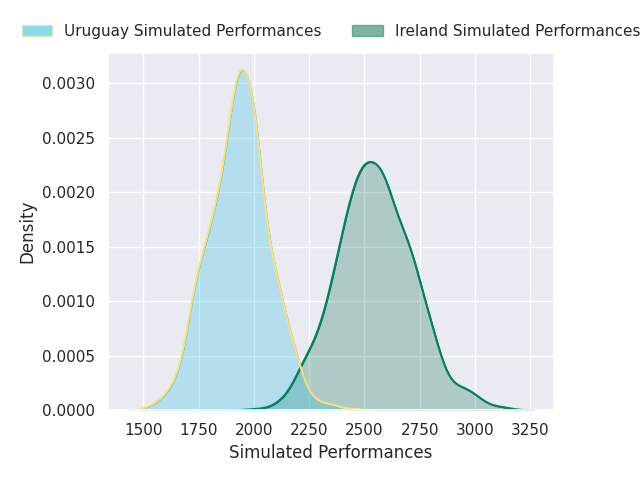 Uruguay Simulated Performances Ireland Simulated Performances
0.0030
0.0025
0.0020
0.0015
0.0010
0.0005
0.0000
Density
1500 1750 2000 2250 2500 2750 3000 3250
Simulated Performances